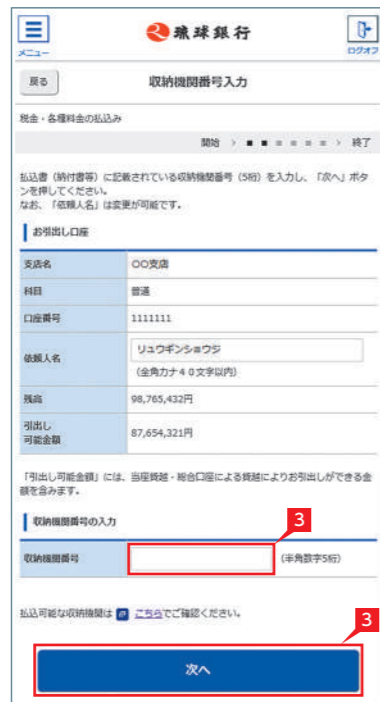 琉球銀行
メニュー
ログオフ
戻る
収納機関番号入力
税金・各種料金の払込み
開始 > ■ ■ ■ ■ ■ ■ ■ > 終了
払込書（納付書等）に記載されている収納機関番号（5桁）を入力し、「次へ」ボタ
ンを押してください。
なお、「依頼人名」は変更が可能です。
お引出し口座
支店名 〇〇支店
科目 普通
口座番号 1111111
依頼人名 リュウギンショウジ
（全角カナ４０文字以内）
残高 98,765,432円
引出し
可能金額 87,654,321円
「引出し可能金額」には、当座貸越・総合口座による貸越によりお引出しができる金
額を含みます。
収納機関番号の入力
3
収納機関番号 （半角数字5桁）
払込可能な収納機関は こちらでご確認ください。
3
次へ